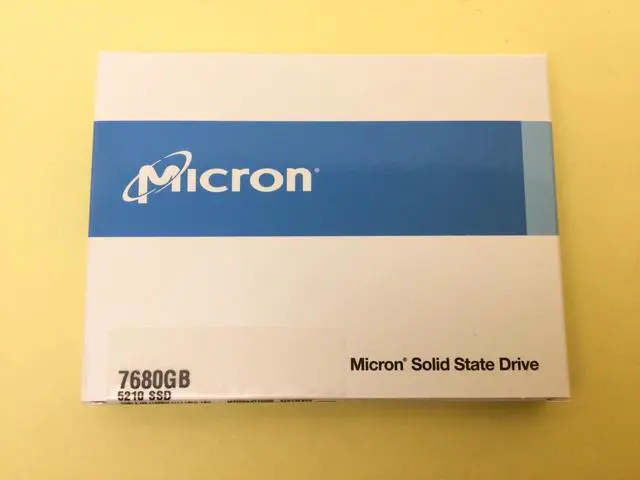 Micron®
Micron® Solid State Drive
7680GB
5210 SSD